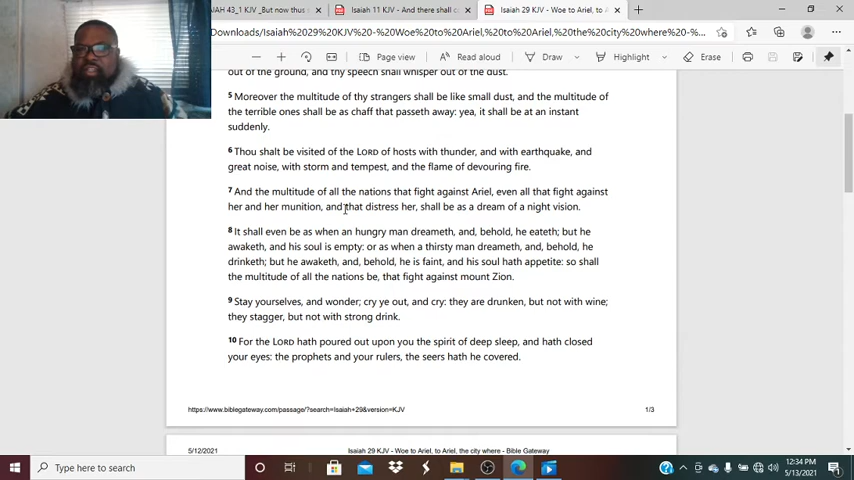 IAH 43_1 KJV _But now thus
Isaiah 11 KJV - And there shall c
Isaiah 29 KJV - Woe to Ariel, to A
Downloads/Isaiah%2029%20KJV%20-%20Woe%20to%20Ariel,%20to%20Ariel,%20the%20city%20where%20-%...
Page view
Read aloud
Draw
Highlight
Erase
out of the ground, and thy speech shall whisper out of the dust.
5 Moreover the multitude of thy strangers shall be like small dust, and the multitude of
the terrible ones shall be as chaff that passeth away: yea, it shall be at an instant
suddenly.
6 Thou shalt be visited of the LORD of hosts with thunder, and with earthquake, and
great noise, with storm and tempest, and the flame of devouring fire.
7 And the multitude of all the nations that fight against Ariel, even all that fight against
her and her munition, and that distress her, shall be as a dream of a night vision.
8 It shall even be as when an hungry man dreameth, and, behold, he eateth; but he
awaketh, and his soul is empty: or as when a thirsty man dreameth, and, behold, he
drinketh; but he awaketh, and, behold, he is faint, and his soul hath appetite: so shall
the multitude of all the nations be, that fight against mount Zion.
9 Stay yourselves, and wonder; cry ye out, and cry: they are drunken, but not with wine;
they stagger, but not with strong drink.
10 For the LORD hath poured out upon you the spirit of deep sleep, and hath closed
your eyes: the prophets and your rulers, the seers hath he covered.
https://www.biblegateway.com/passage/?search=Isaiah+29&version=KJV
1/3
5/12/2021
Isaiah 29 KJV - Woe to Ariel, to Ariel, the city where - Bible Gateway
Type here to search
12:34 PM
5/13/2021